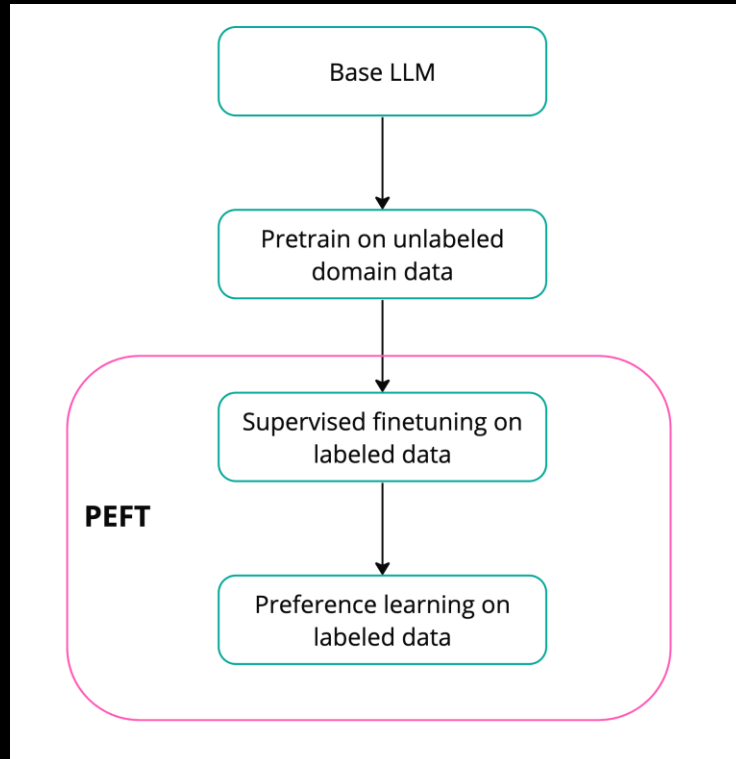 Base LLM
Pretrain on unlabeled
domain data
Supervised finetuning on
labeled data
PEFT
Preference learning on
labeled data